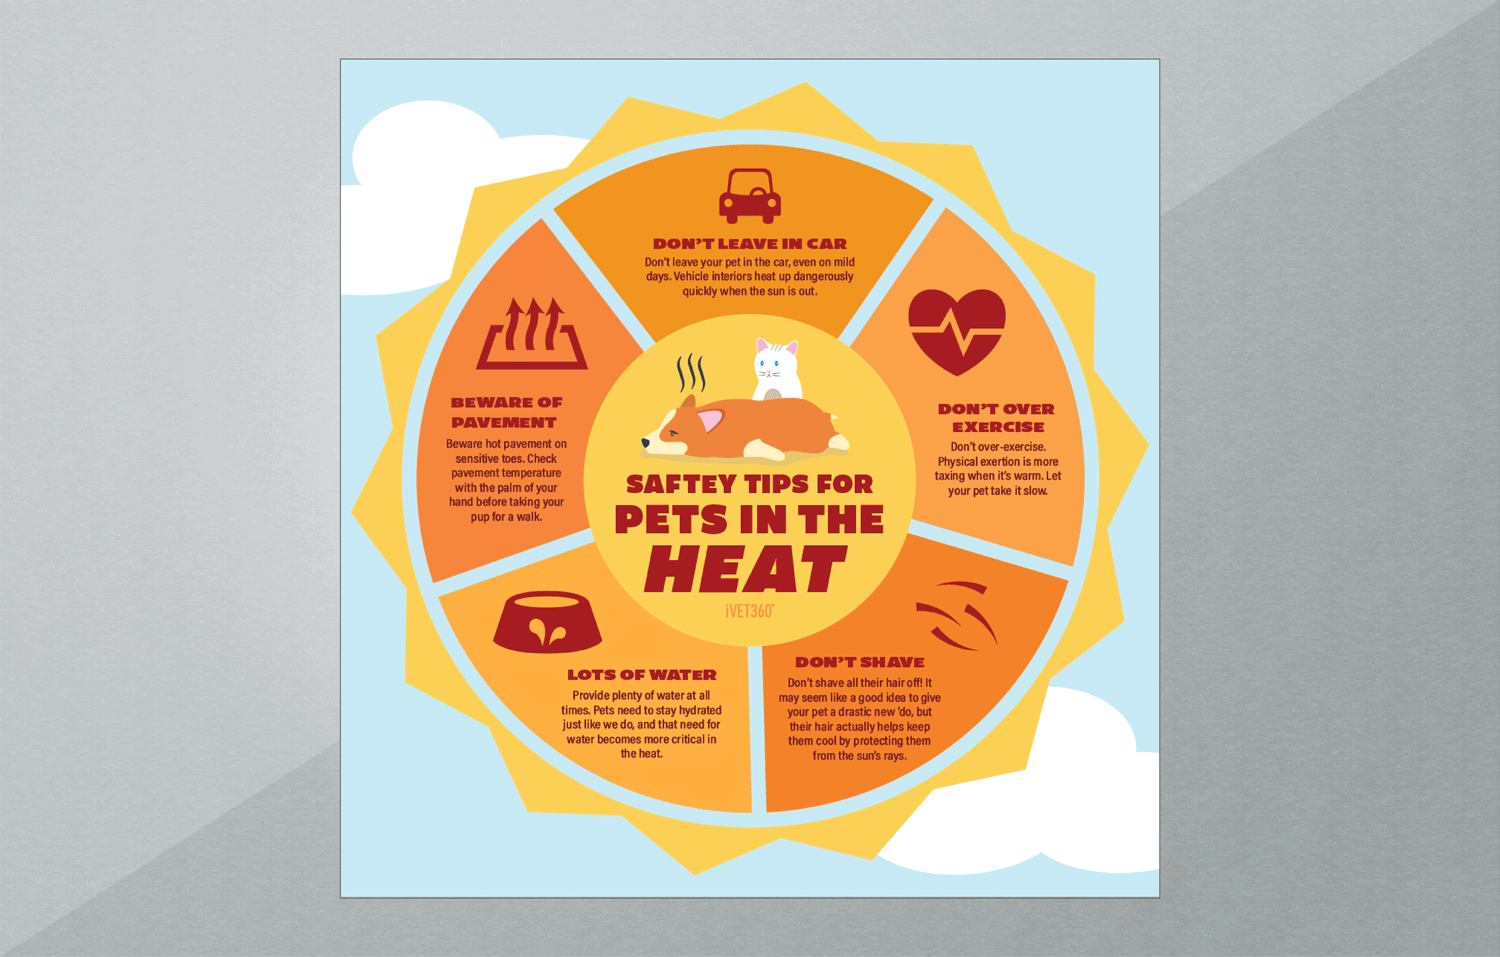 DON'T LEAVE IN CAR
Don't leave your pet in the car, even on mild
days. Vehicle interiors heat up dangerously
quickly when the sun is out.
DON'T OVER
EXERCISE
Don't over-exercise.
Physical exertion is more
taxing when it's warm. Let
your pet take it slow.
DON'T SHAVE
Don't shave all their hair off! It
may seem like a good idea to give
your pet a drastic new 'do, but
their hair actually helps keep
them cool by protecting them
from the sun's rays.
LOTS OF WATER
Provide plenty of water at all
times. Pets need to stay hydrated
just like we do, and that need for
water becomes more critical in
the heat.
BEWARE OF
PAVEMENT
Beware hot pavement on
sensitive toes. Check
pavement temperature
with the palm of your
hand before taking your
pup for a walk.
SAFTEY TIPS FOR
PETS IN THE
HEAT
iVET360®